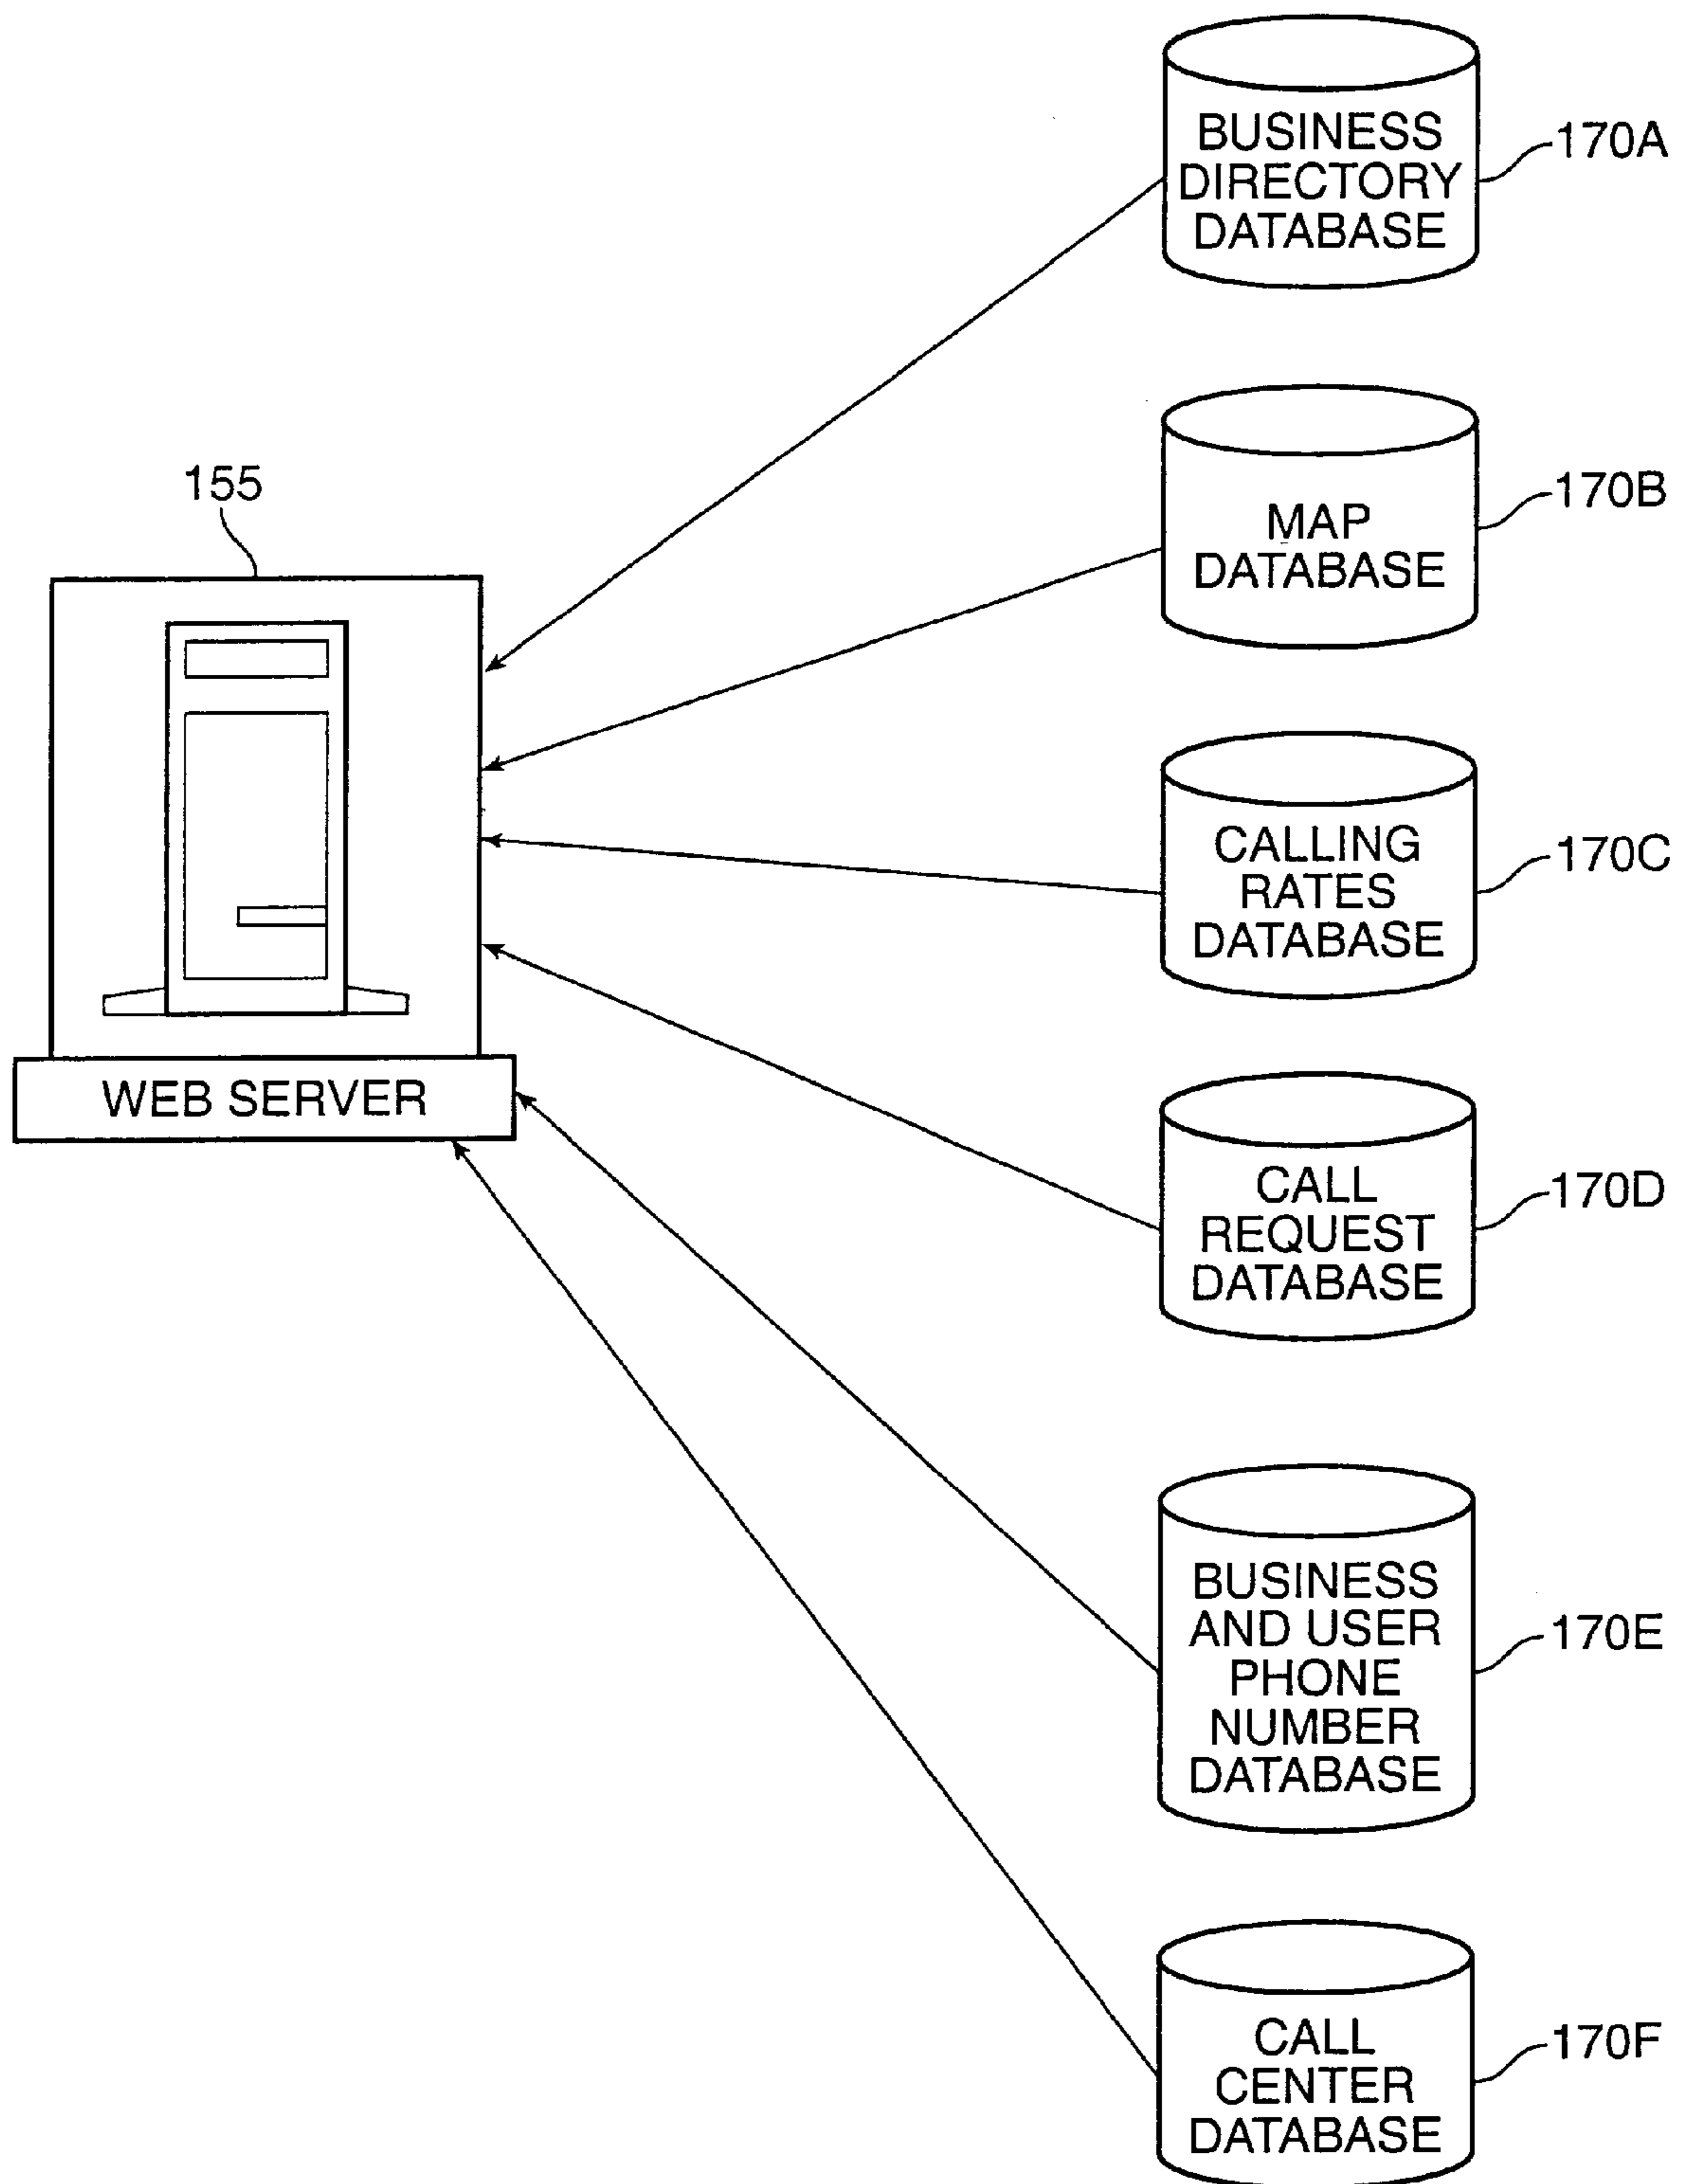 BUSINESS
DIRECTORY
DATABASE
170A
MAP
DATABASE
170B
155
CALLING
RATES
DATABASE
170C
WEB SERVER
CALL
REQUEST
DATABASE
170D
BUSINESS
AND USER
PHONE
NUMBER
DATABASE
170E
CALL
CENTER
DATABASE
170F